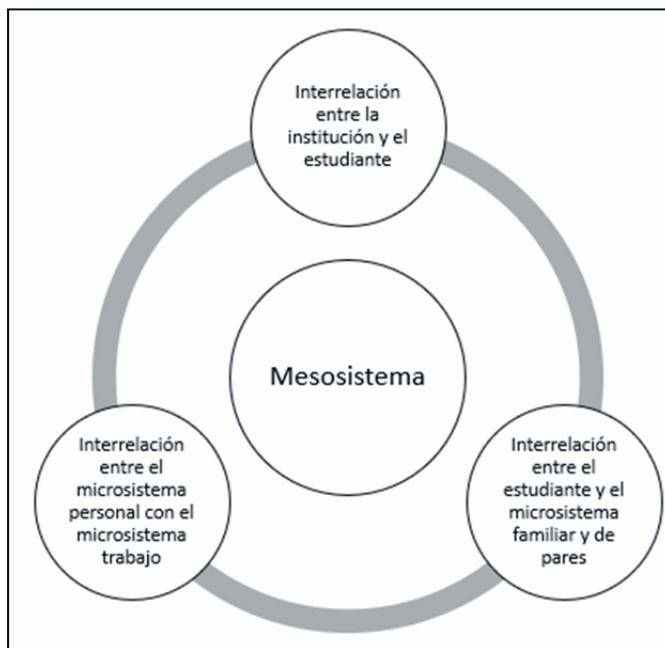 Interrelación
entre la
institución y el
estudiante
Mesosistema
Interrelación
entre el
microsistema
personal con el
microsistema
trabajo
Interrelación
entre el
estudiante y el
microsistema
familiar y de
pares